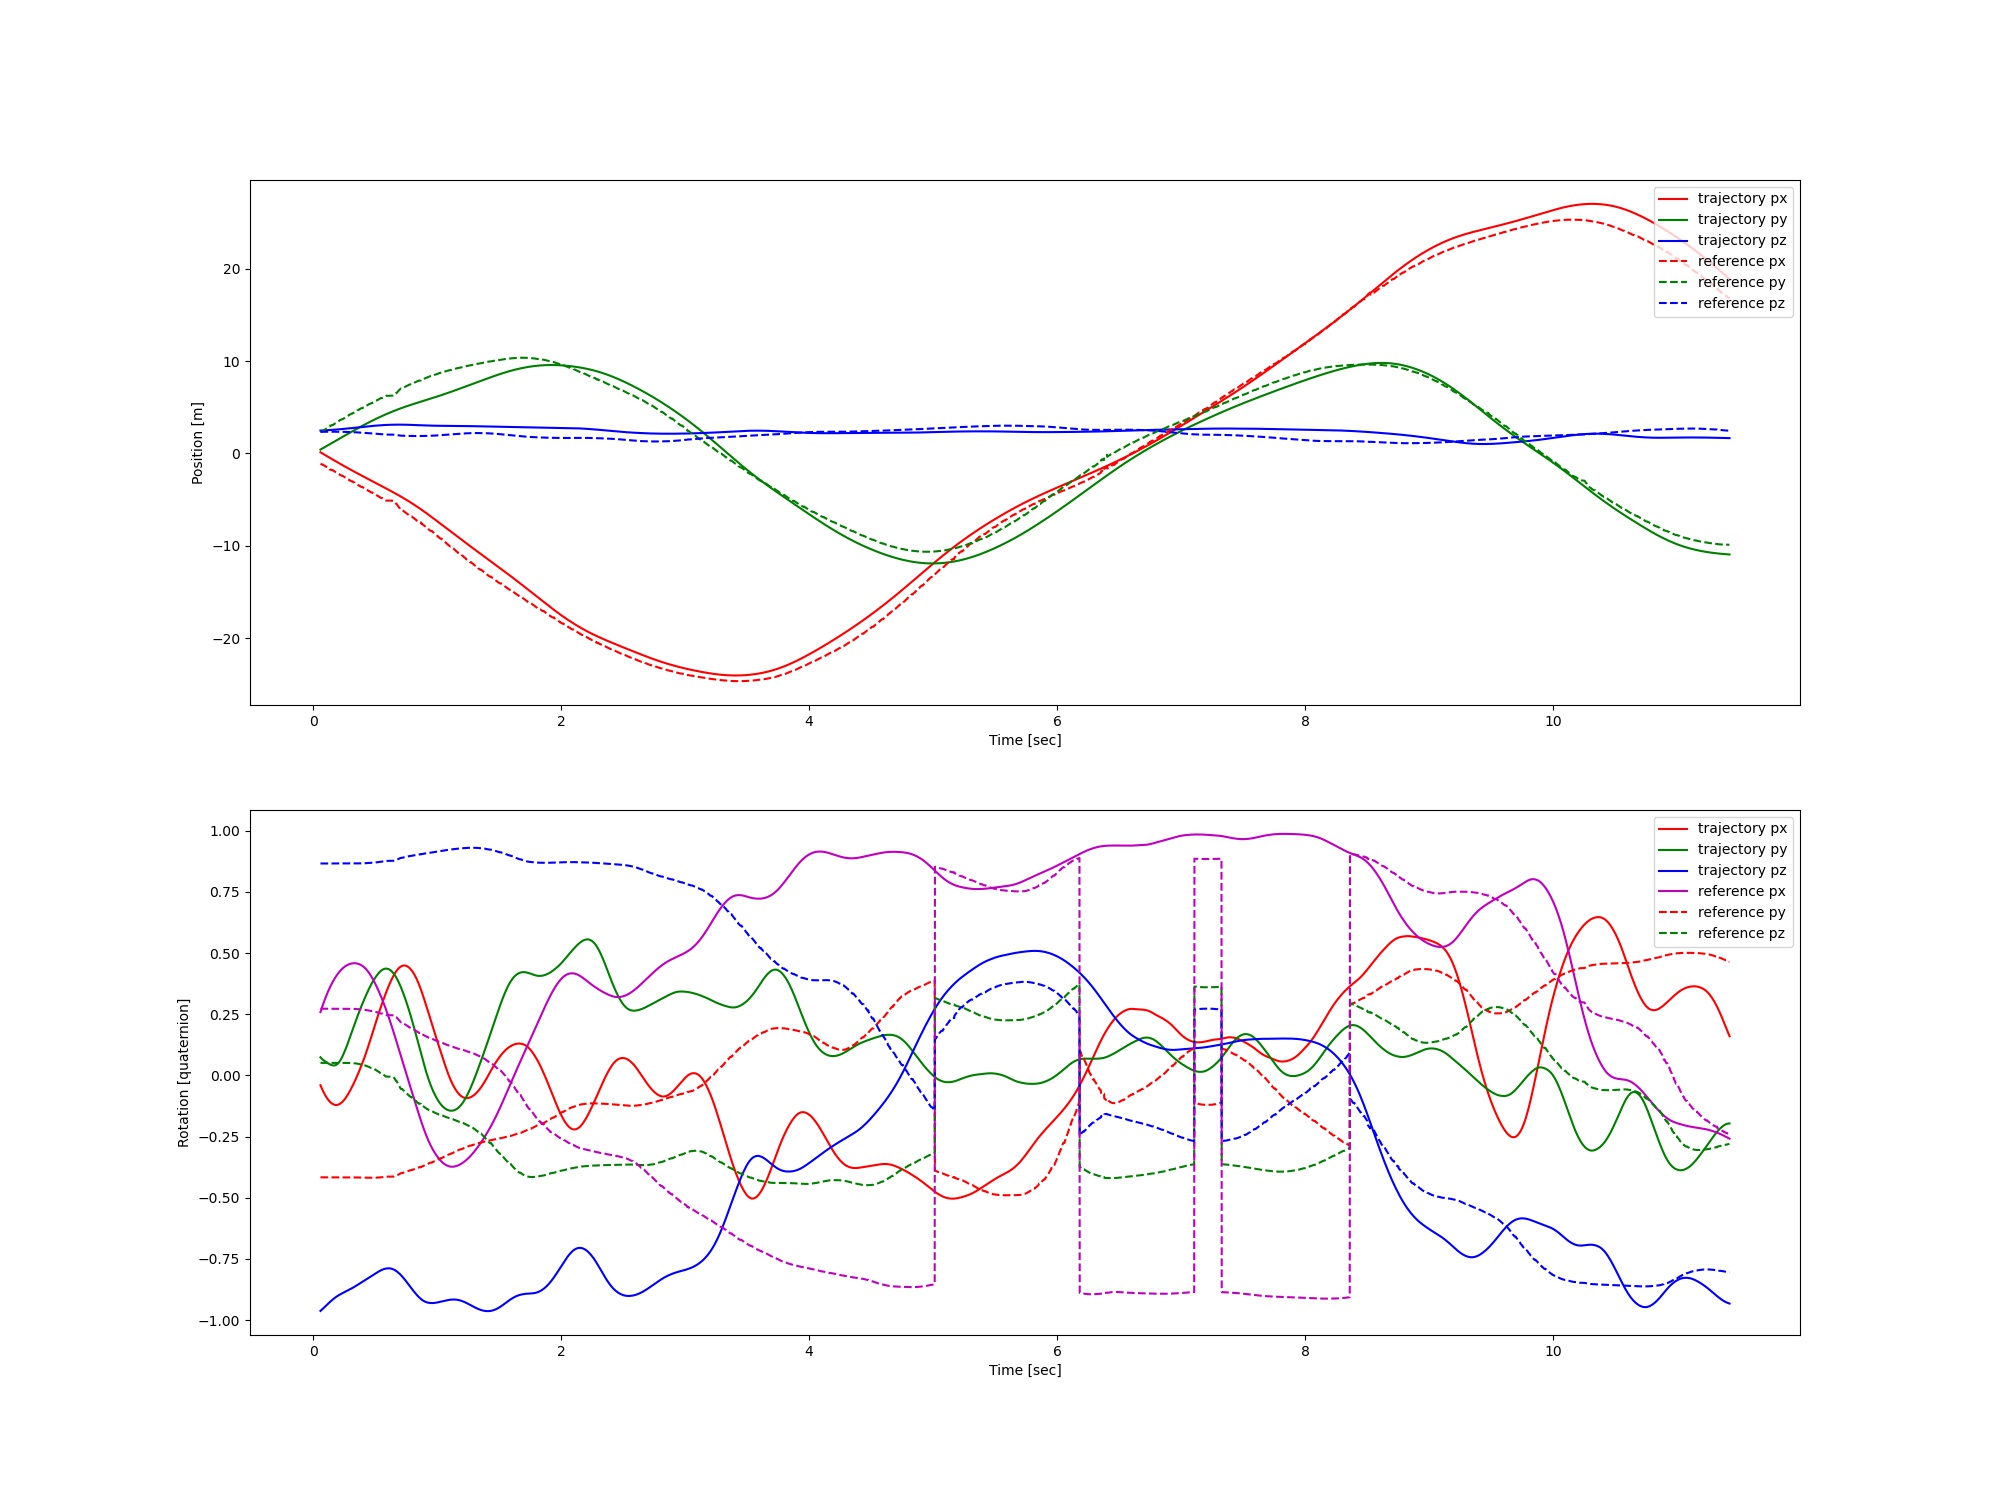 trajectory px
trajectory py
trajectory pz
reference px
reference py
reference pz
20
10
0
−10
−20
Position [m]
0 2 4 6 8 10
Time [sec]
trajectory px
trajectory py
trajectory pz
reference px
reference py
reference pz
1.00
0.75
0.50
0.25
0.00
−0.25
−0.50
−0.75
−1.00
Rotation [quaternion]
0 2 4 6 8 10
Time [sec]